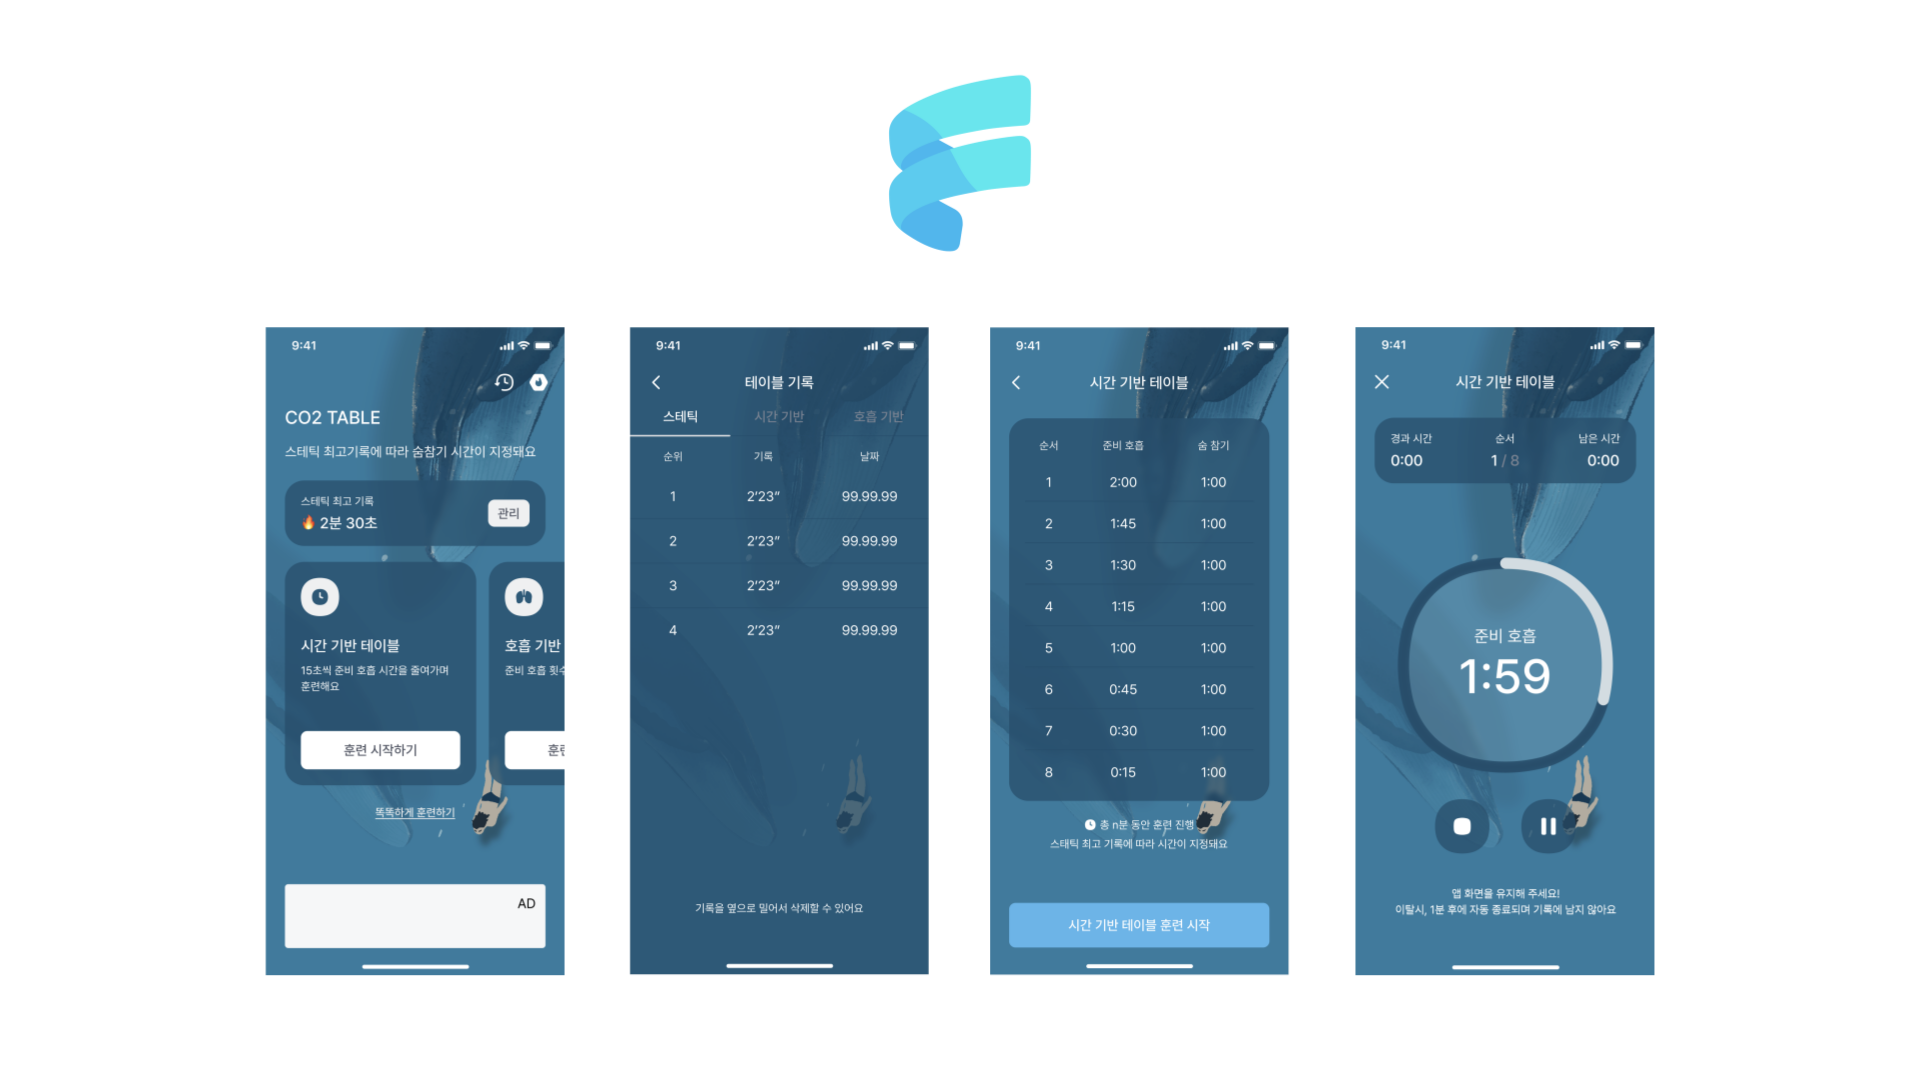 9:41
CO2 TABLE
스테틱 최고기록에 따라 숨참기 시간이 지정돼요
스테틱 최고 기록
2분 30초
관리
시간 기반 테이블
15초씩 준비 호흡 시간을 줄여가며
훈련해요
훈련 시작하기
호흡 기반
준비 호흡 횟수
훈련
똑똑하게 훈련하기
AD
9:41
테이블 기록
스테틱 시간 기반 호흡 기반
순위 기록 날짜
1 2’23” 99.99.99
2 2’23” 99.99.99
3 2’23” 99.99.99
4 2’23” 99.99.99
기록을 옆으로 밀어서 삭제할 수 있어요
9:41
시간 기반 테이블
순서 준비 호흡 숨 참기
1 2:00 1:00
2 1:45 1:00
3 1:30 1:00
4 1:15 1:00
5 1:00 1:00
6 0:45 1:00
7 0:30 1:00
8 0:15 1:00
총 n분 동안 훈련 진행
스태틱 최고 기록에 따라 시간이 지정돼요
시간 기반 테이블 훈련 시작
9:41
시간 기반 테이블
경과 시간 순서 남은 시간
0:00 1 / 8 0:00
준비 호흡
1:59
앱 화면을 유지해 주세요!
이탈시, 1분 후에 자동 종료되며 기록에 남지 않아요